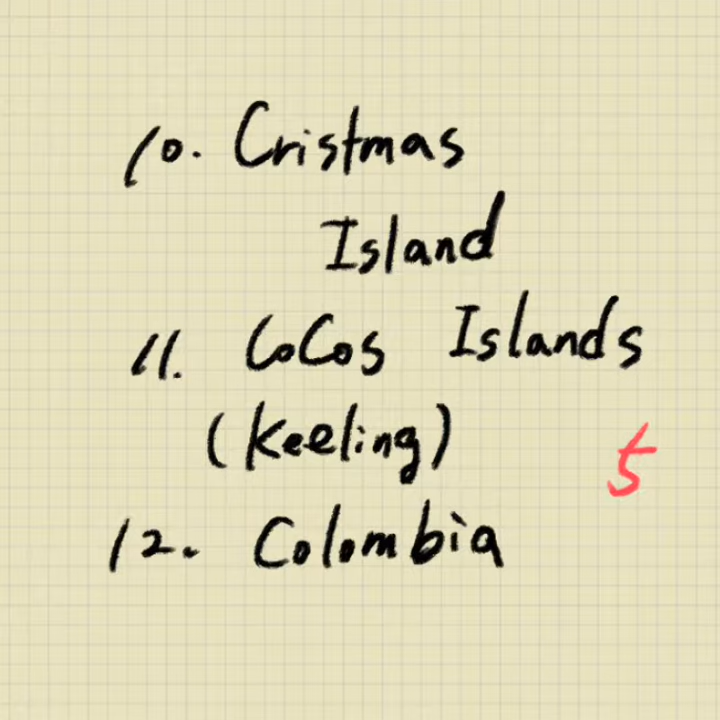 10. Cristmas
Island
11. CoCos Islands
(Keeling)
5
12. Colombia